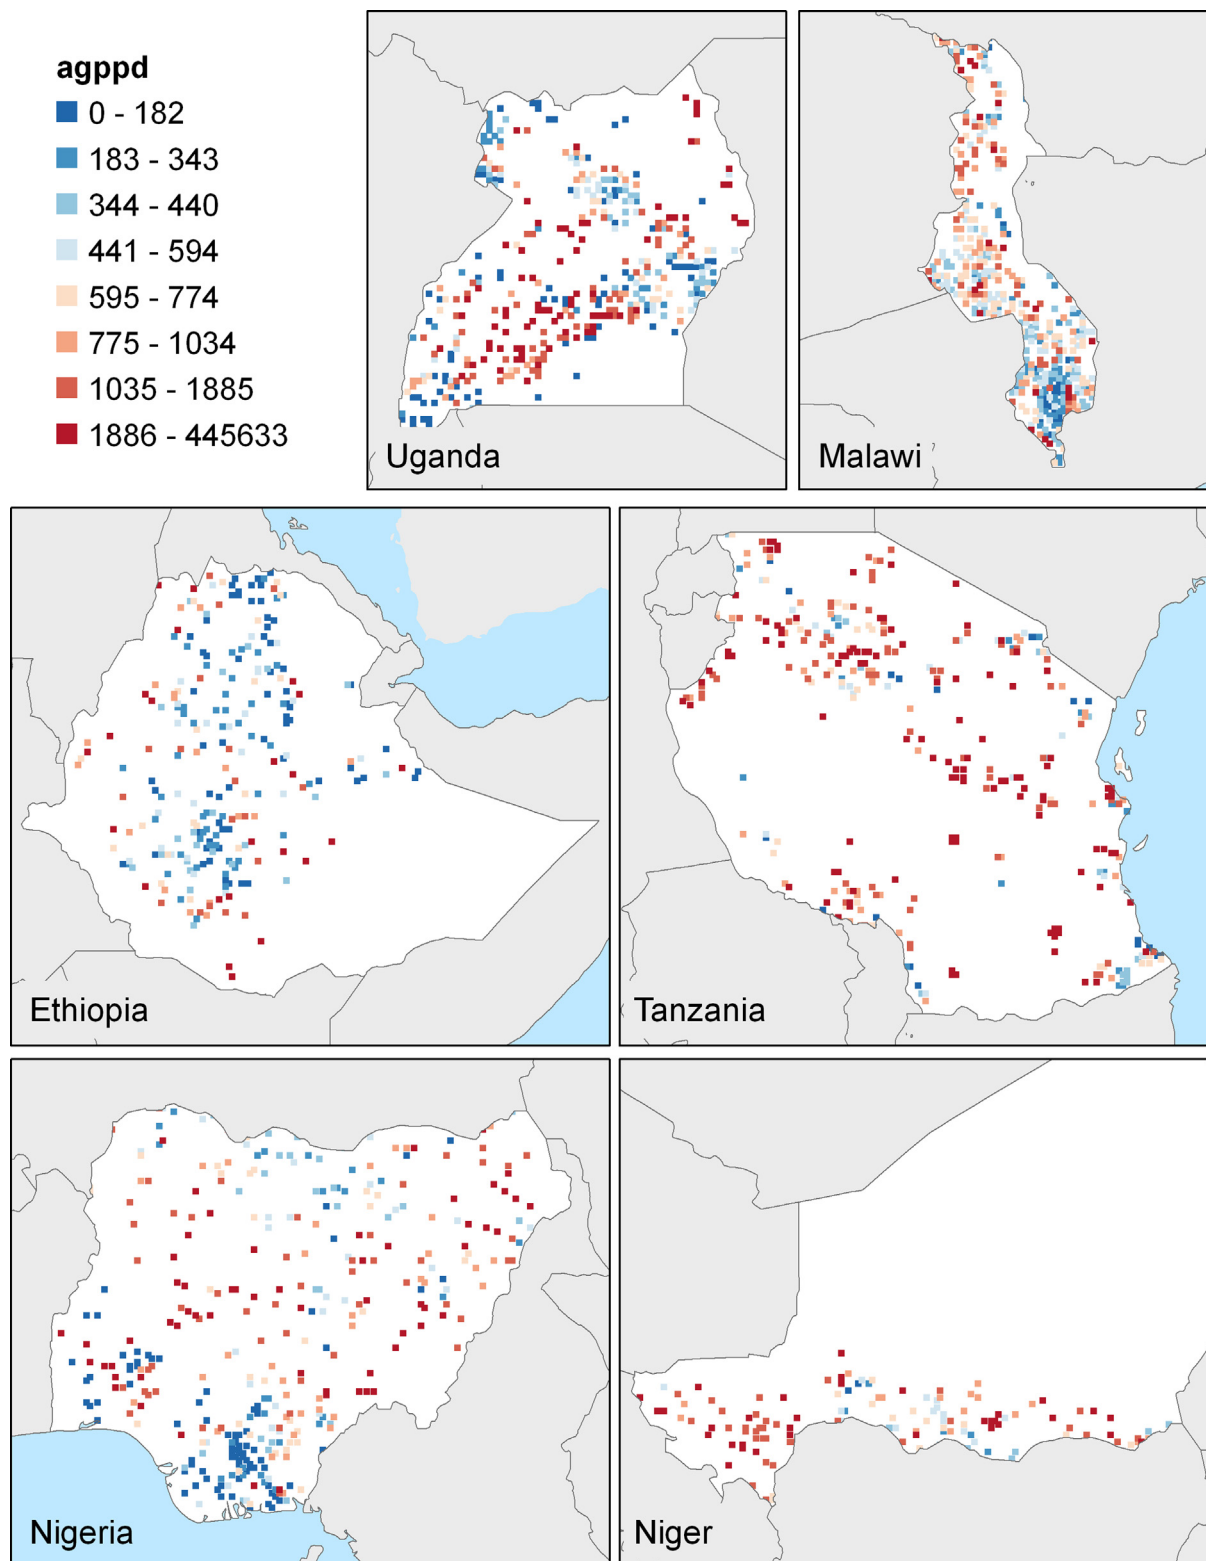 agppd
0 - 182
183 - 343
344 - 440
441 - 594
595 - 774
775 - 1034
1035 - 1885
1886 - 445633
Uganda
Malawi
Ethiopia
Tanzania
Nigeria
Niger